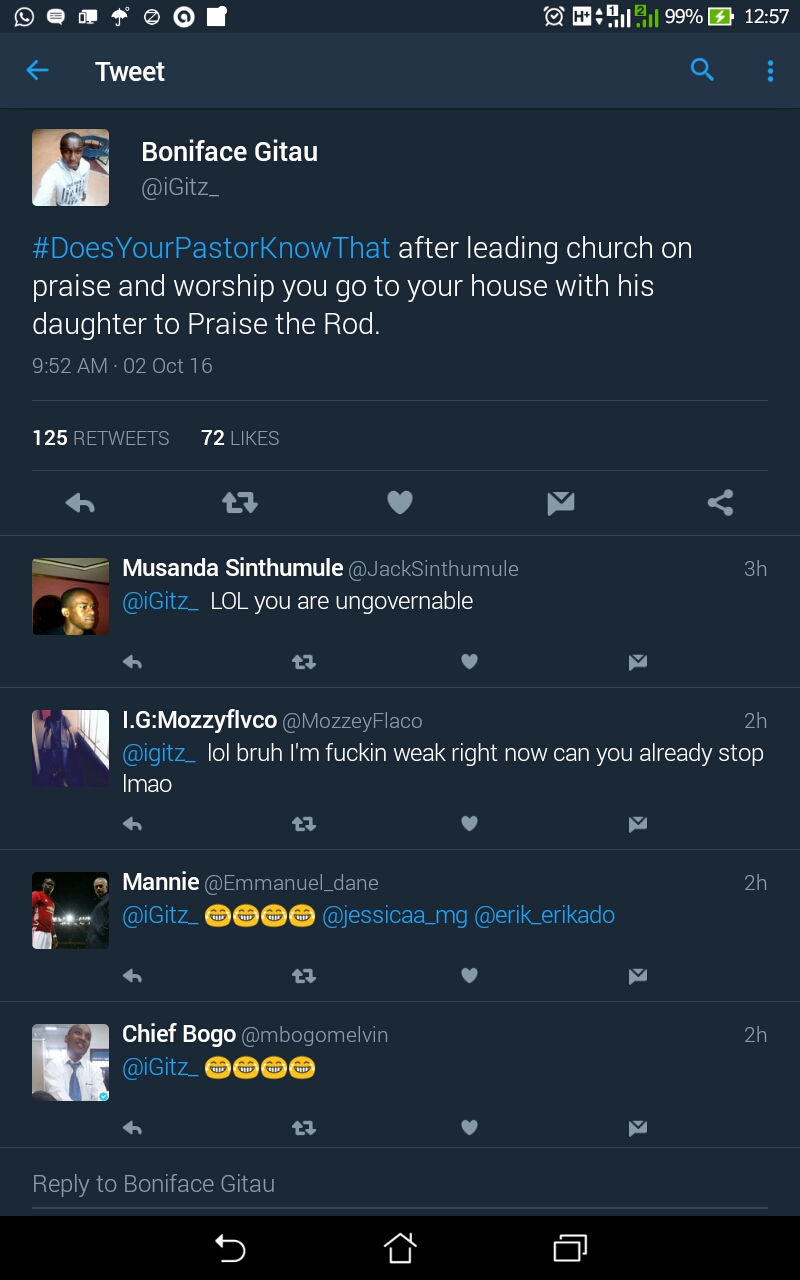 99% 12:57
Tweet
Boniface Gitau
@iGitz_
#DoesYourPastorKnowThat after leading church on
praise and worship you go to your house with his
daughter to Praise the Rod.
9:52 AM · 02 Oct 16
125 RETWEETS 72 LIKES
Musanda Sinthumule @JackSinthumule 3h
@iGitz_ LOL you are ungovernable
I.G:Mozzyflvco @MozzeyFlaco 2h
@igitz_ lol bruh I'm fuckin weak right now can you already stop
lmao
Mannie @Emmanuel_dane 2h
@iGitz_ 😂😂😂😂 @jessicaa_mg @erik_erikado
Chief Bogo @mbogomelvin 2h
@iGitz_ 😂😂😂😂
Reply to Boniface Gitau